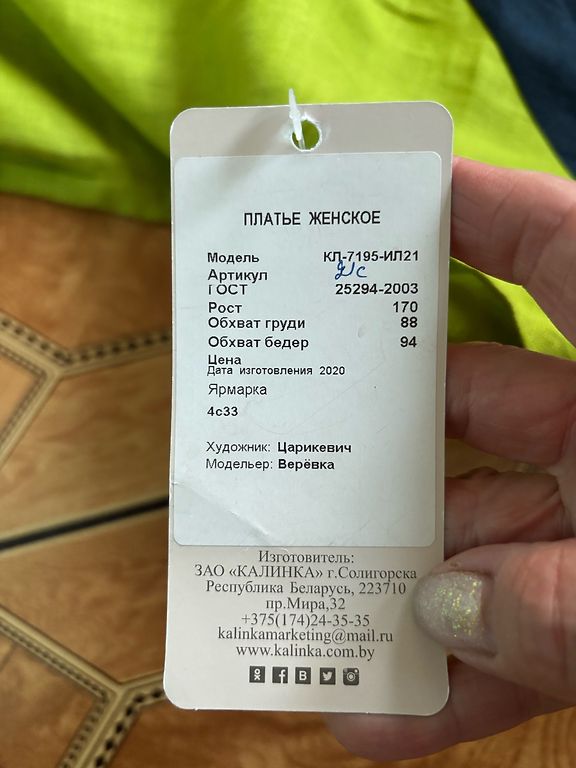 ПЛАТЬЕ ЖЕНСКОЕ
Модель КЛ-7195-ИЛ21
Артикул
ГОСТ 25294-2003
Рост 170
Обхват груди 88
Обхват бедер 94
Цена
Дата изготовления 2020
Ярмарка
4с33
Художник: Царикевич
Модельер: Верёвка
Изготовитель:
ЗАО «КАЛИНКА» г.Солигорска
Республика Беларусь, 223710
пр.Мира,32
+375(174)24-35-35
kalinkamarketing@mail.ru
www.kalinka.com.by